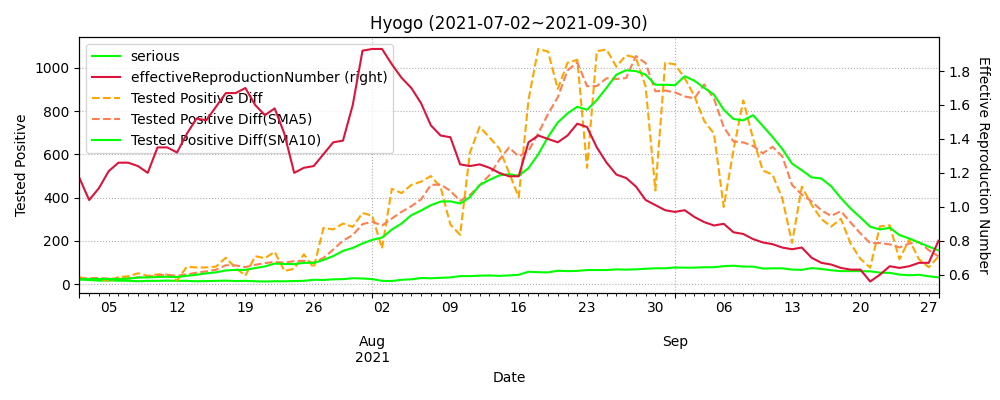 Hyogo (2021-07-02~2021-09-30)
serious
effectiveReproductionNumber (right)
Tested Positive Diff
Tested Positive Diff(SMA5)
Tested Positive Diff(SMA10)
Tested Positive
1000
800
600
400
200
0
Effective Reproduction Number
1.8
1.6
1.4
1.2
1.0
0.8
0.6
05 12 19 26 02 09 16 23 30 06 13 20 27
Aug Sep
2021
Date